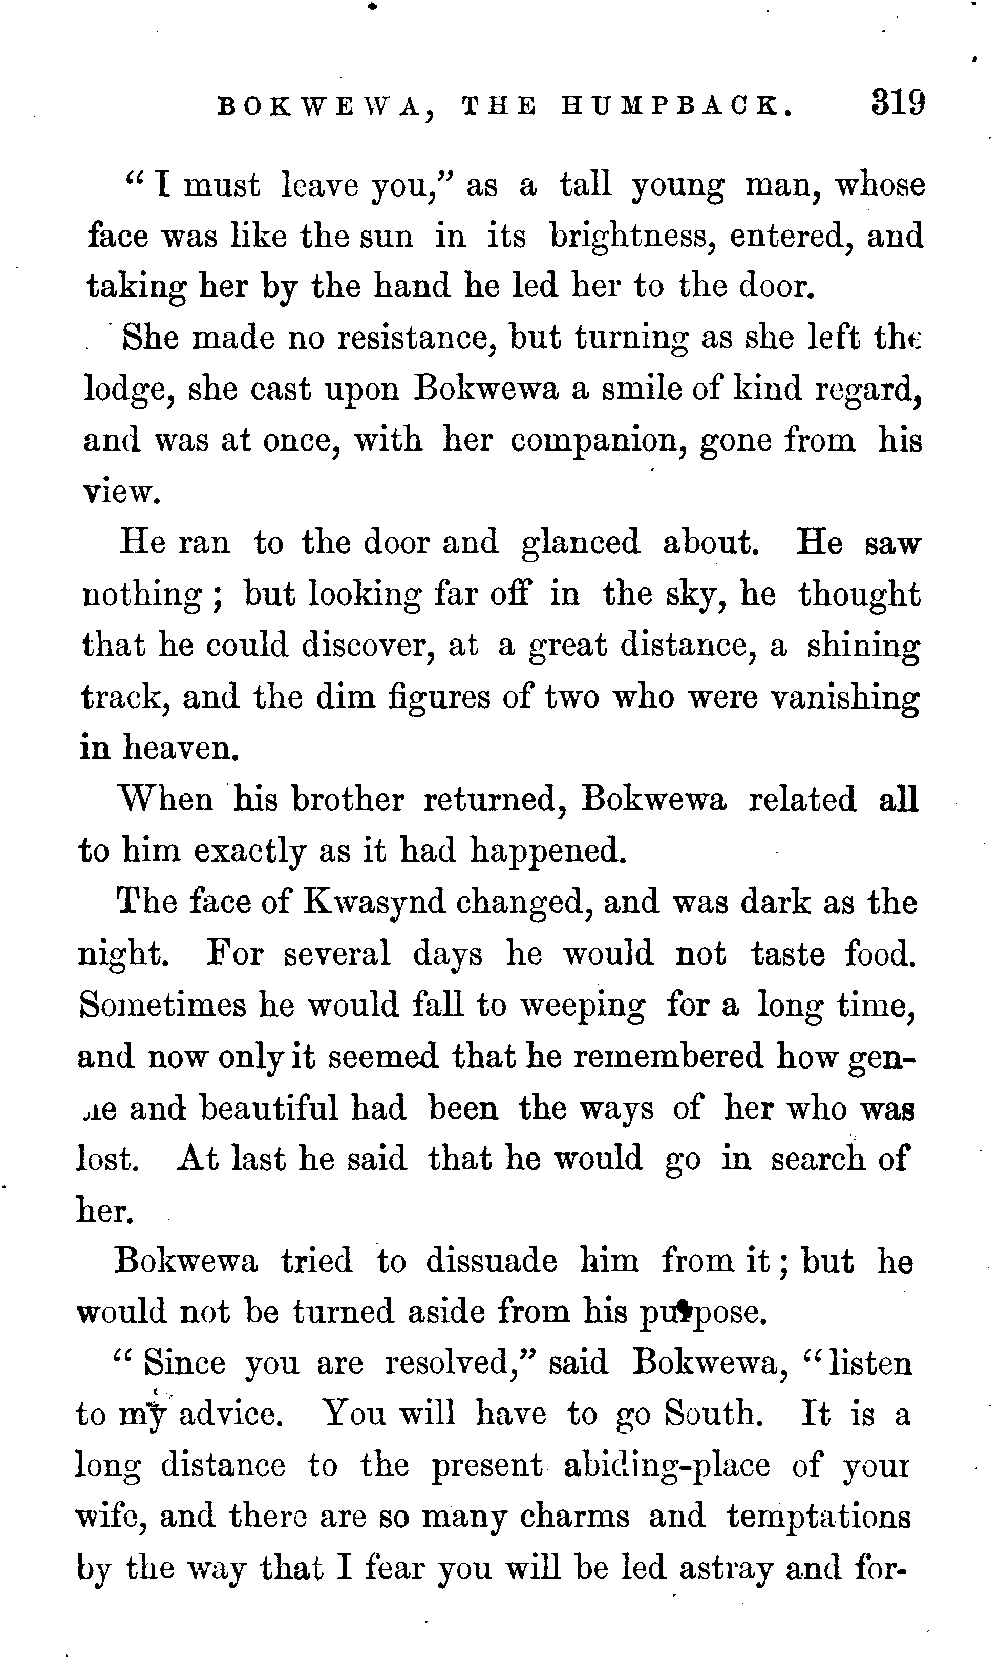 BOKWEWA, THE HUMPBACK. 319
“ I must leave you,” as a tall young man, whose
face was like the sun in its brightness, entered, and
taking her by the hand he led her to the door.
She made no resistance, but turning as she left the
lodge, she cast upon Bokwewa a smile of kind regard,
and was at once, with her companion, gone from his
view.
He ran to the door and glanced about. He saw
nothing ; but looking far off in the sky, he thought
that he could discover, at a great distance, a shining
track, and the dim figures of two who were vanishing
in heaven.
When his brother returned, Bokwewa related all
to him exactly as it had happened.
The face of Kwasynd changed, and was dark as the
night. For several days he would not taste food.
Sometimes he would fall to weeping for a long time,
and now only it seemed that he remembered how gen-
tle and beautiful had been the ways of her who was
lost. At last he said that he would go in search of
her.
Bokwewa tried to dissuade him from it ; but he
would not be turned aside from his purpose.
“ Since you are resolved,” said Bokwewa, “ listen
to my advice. You will have to go South. It is a
long distance to the present abiding-place of your
wife, and there are so many charms and temptations
by the way that I fear you will be led astray and for-